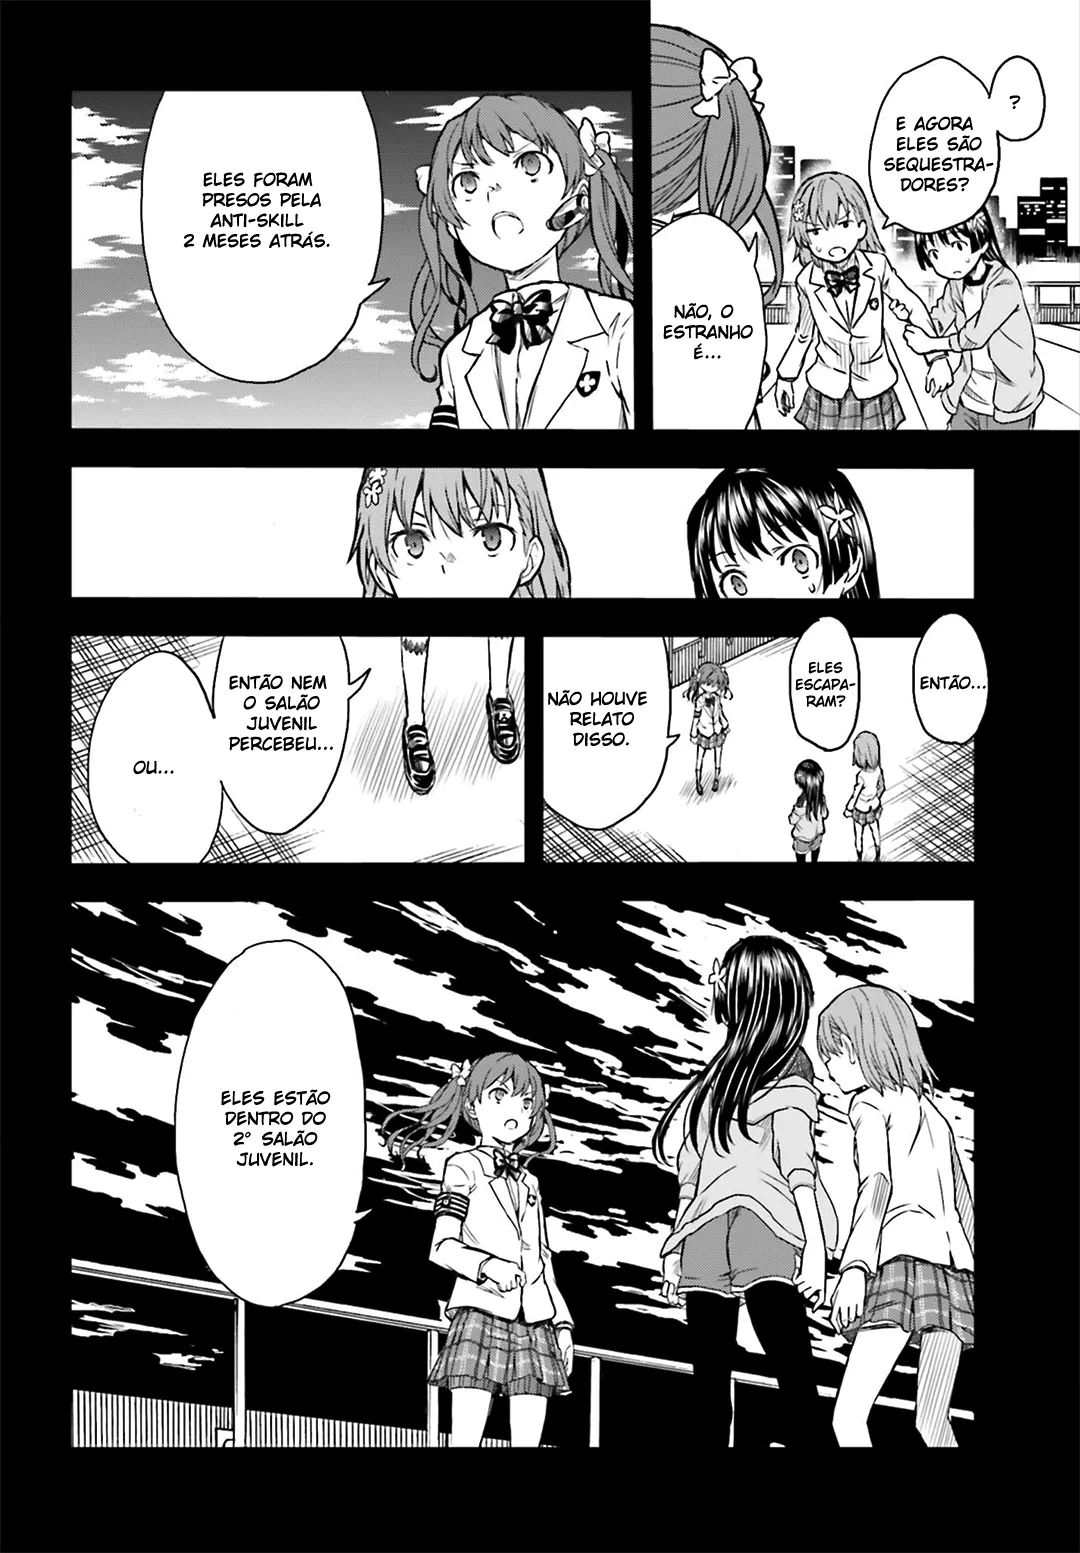 ?
E AGORA
ELES SÃO
SEQUESTRA-
DORES?
NÃO, O
ESTRANHO
É...
ELES FORAM
PRESOS PELA
ANTI-SKILL
2 MESES ATRÁS.
ENTÃO...
ELES
ESCAPA-
RAM?
NÃO HOUVE
RELATO
DISSO.
ENTÃO NEM
O SALÃO
JUVENIL
PERCEBEU...
OU...
ELES ESTÃO
DENTRO DO
2° SALÃO
JUVENIL.